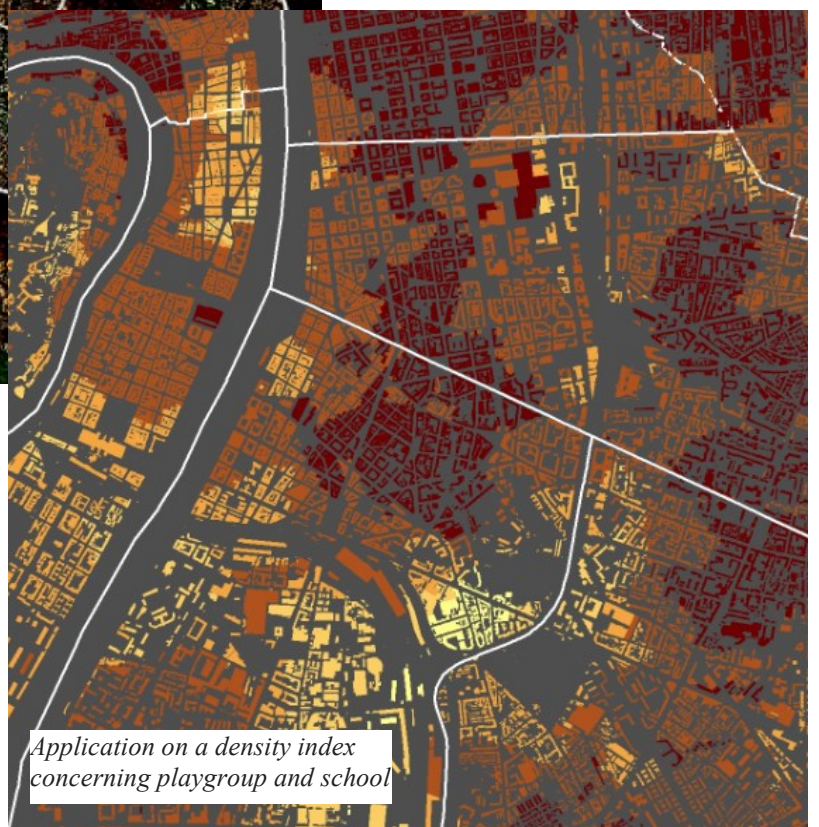 Application on a density index
concerning playgroup and school